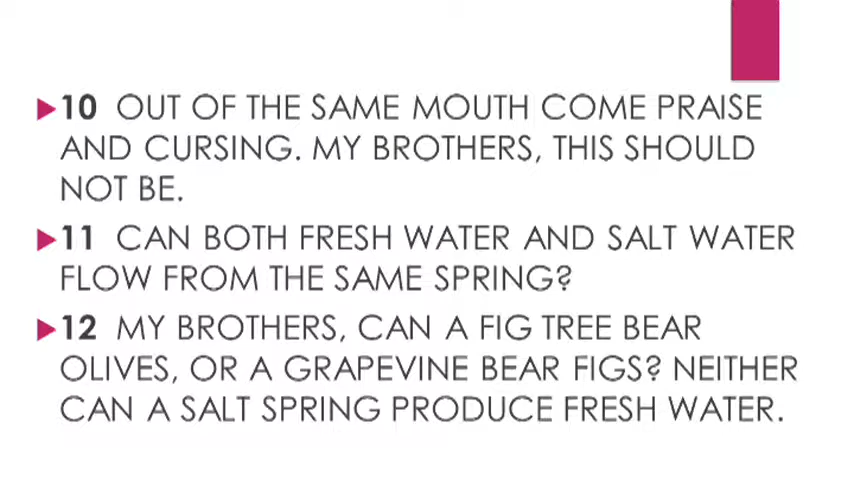 10 OUT OF THE SAME MOUTH COME PRAISE
AND CURSING. MY BROTHERS, THIS SHOULD
NOT BE.
11 CAN BOTH FRESH WATER AND SALT WATER
FLOW FROM THE SAME SPRING?
12 MY BROTHERS, CAN A FIG TREE BEAR
OLIVES, OR A GRAPEVINE BEAR FIGS? NEITHER
CAN A SALT SPRING PRODUCE FRESH WATER.